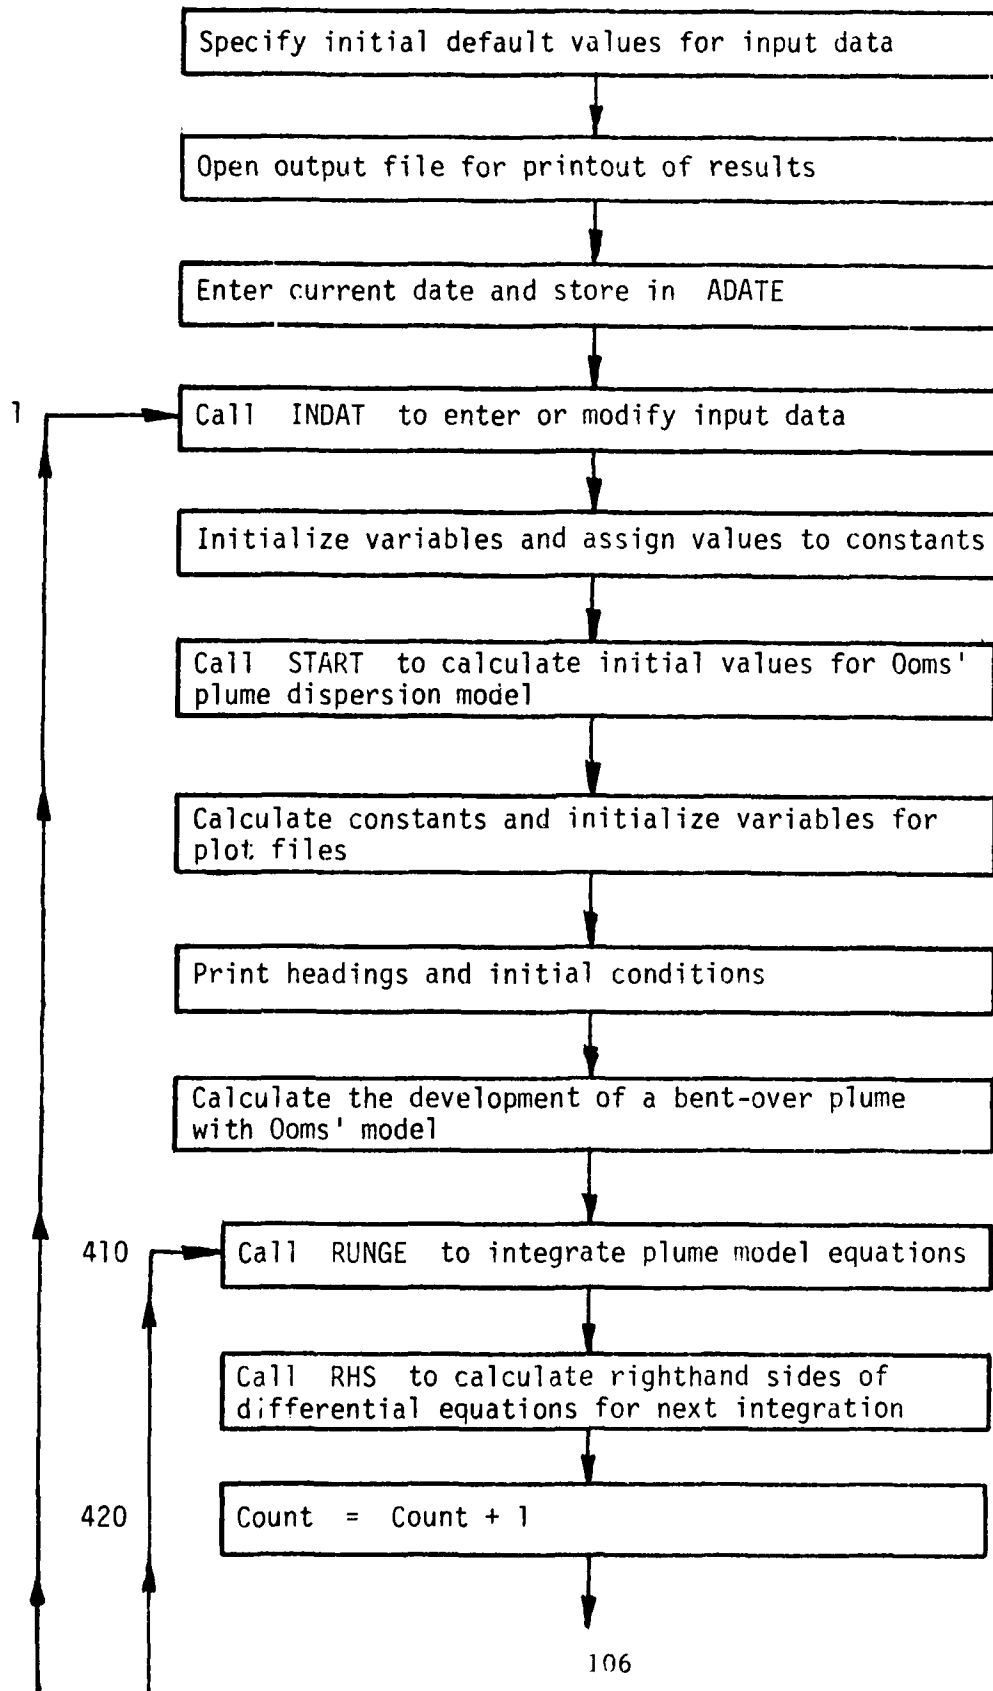 Specify initial default values for input data
Open output file for printout of results
Enter current date and store in ADATE
1
Call INDAT to enter or modify input data
Initialize variables and assign values to constants
Call START to calculate initial values for Ooms'
plume dispersion model
Calculate constants and initialize variables for
plot files
Print headings and initial conditions
Calculate the development of a bent-over plume
with Ooms' model
410
Call RUNGE to integrate plume model equations
Call RHS to calculate righthand sides of
differential equations for next integration
420
Count = Count + 1
106